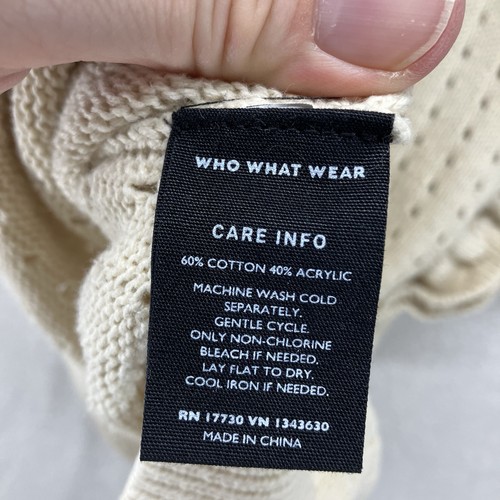 WHO WHAT WEAR
CARE INFO
60% COTTON 40% ACRYLIC
MACHINE WASH COLD
SEPARATELY.
GENTLE CYCLE.
ONLY NON-CHLORINE
BLEACH IF NEEDED.
LAY FLAT TO DRY.
COOL IRON IF NEEDED.
RN 17730 VN 1343630
MADE IN CHINA